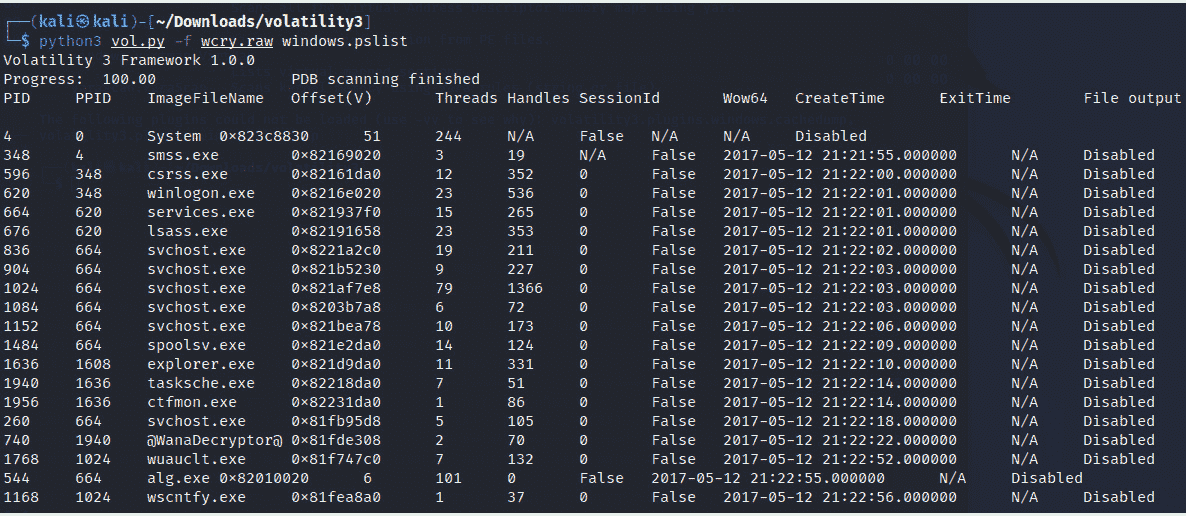 ┌──(kali㉿kali)-[~/Downloads/volatility3]
└─$ python3 vol.py -f wcry.raw windows.pslist
Volatility 3 Framework 1.0.0
Progress:  100.00               PDB scanning finished
PID     PPID    ImageFileName   Offset(V)       Threads Handles SessionId       Wow64   CreateTime      ExitTime        File output
4       0       System  0×823c8830      51      244     N/A     False   N/A     N/A     Disabled
348     4       smss.exe        0×82169020      3       19      N/A     False   2017-05-12 21:21:55.000000      N/A     Disabled
596     348     csrss.exe       0×82161da0      12      352     0       False   2017-05-12 21:22:00.000000      N/A     Disabled
620     348     winlogon.exe    0×8216e020      23      536     0       False   2017-05-12 21:22:01.000000      N/A     Disabled
664     620     services.exe    0×821937f0      15      265     0       False   2017-05-12 21:22:01.000000      N/A     Disabled
676     620     lsass.exe       0×82191658      23      353     0       False   2017-05-12 21:22:01.000000      N/A     Disabled
836     664     svchost.exe     0×8221a2c0      19      211     0       False   2017-05-12 21:22:02.000000      N/A     Disabled
904     664     svchost.exe     0×821b5230      9       227     0       False   2017-05-12 21:22:03.000000      N/A     Disabled
1024    664     svchost.exe     0×821af7e8      79      1366    0       False   2017-05-12 21:22:03.000000      N/A     Disabled
1084    664     svchost.exe     0×8203b7a8      6       72      0       False   2017-05-12 21:22:03.000000      N/A     Disabled
1152    664     svchost.exe     0×821bea78      10      173     0       False   2017-05-12 21:22:06.000000      N/A     Disabled
1484    664     spoolsv.exe     0×821e2da0      14      124     0       False   2017-05-12 21:22:09.000000      N/A     Disabled
1636    1608    explorer.exe    0×821d9da0      11      331     0       False   2017-05-12 21:22:10.000000      N/A     Disabled
1940    1636    tasksche.exe    0×82218da0      7       51      0       False   2017-05-12 21:22:14.000000      N/A     Disabled
1956    1636    ctfmon.exe      0×82231da0      1       86      0       False   2017-05-12 21:22:14.000000      N/A     Disabled
260     664     svchost.exe     0×81fb95d8      5       105     0       False   2017-05-12 21:22:18.000000      N/A     Disabled
740     1940    @WanaDecryptor@ 0×81fde308      2       70      0       False   2017-05-12 21:22:22.000000      N/A     Disabled
1768    1024    wuauclt.exe     0×81f747c0      7       132     0       False   2017-05-12 21:22:52.000000      N/A     Disabled
544     664     alg.exe 0×82010020      6       101     0       False   2017-05-12 21:22:55.000000      N/A     Disabled
1168    1024    wscntfy.exe     0×81fea8a0      1       37      0       False   2017-05-12 21:22:56.000000      N/A     Disabled